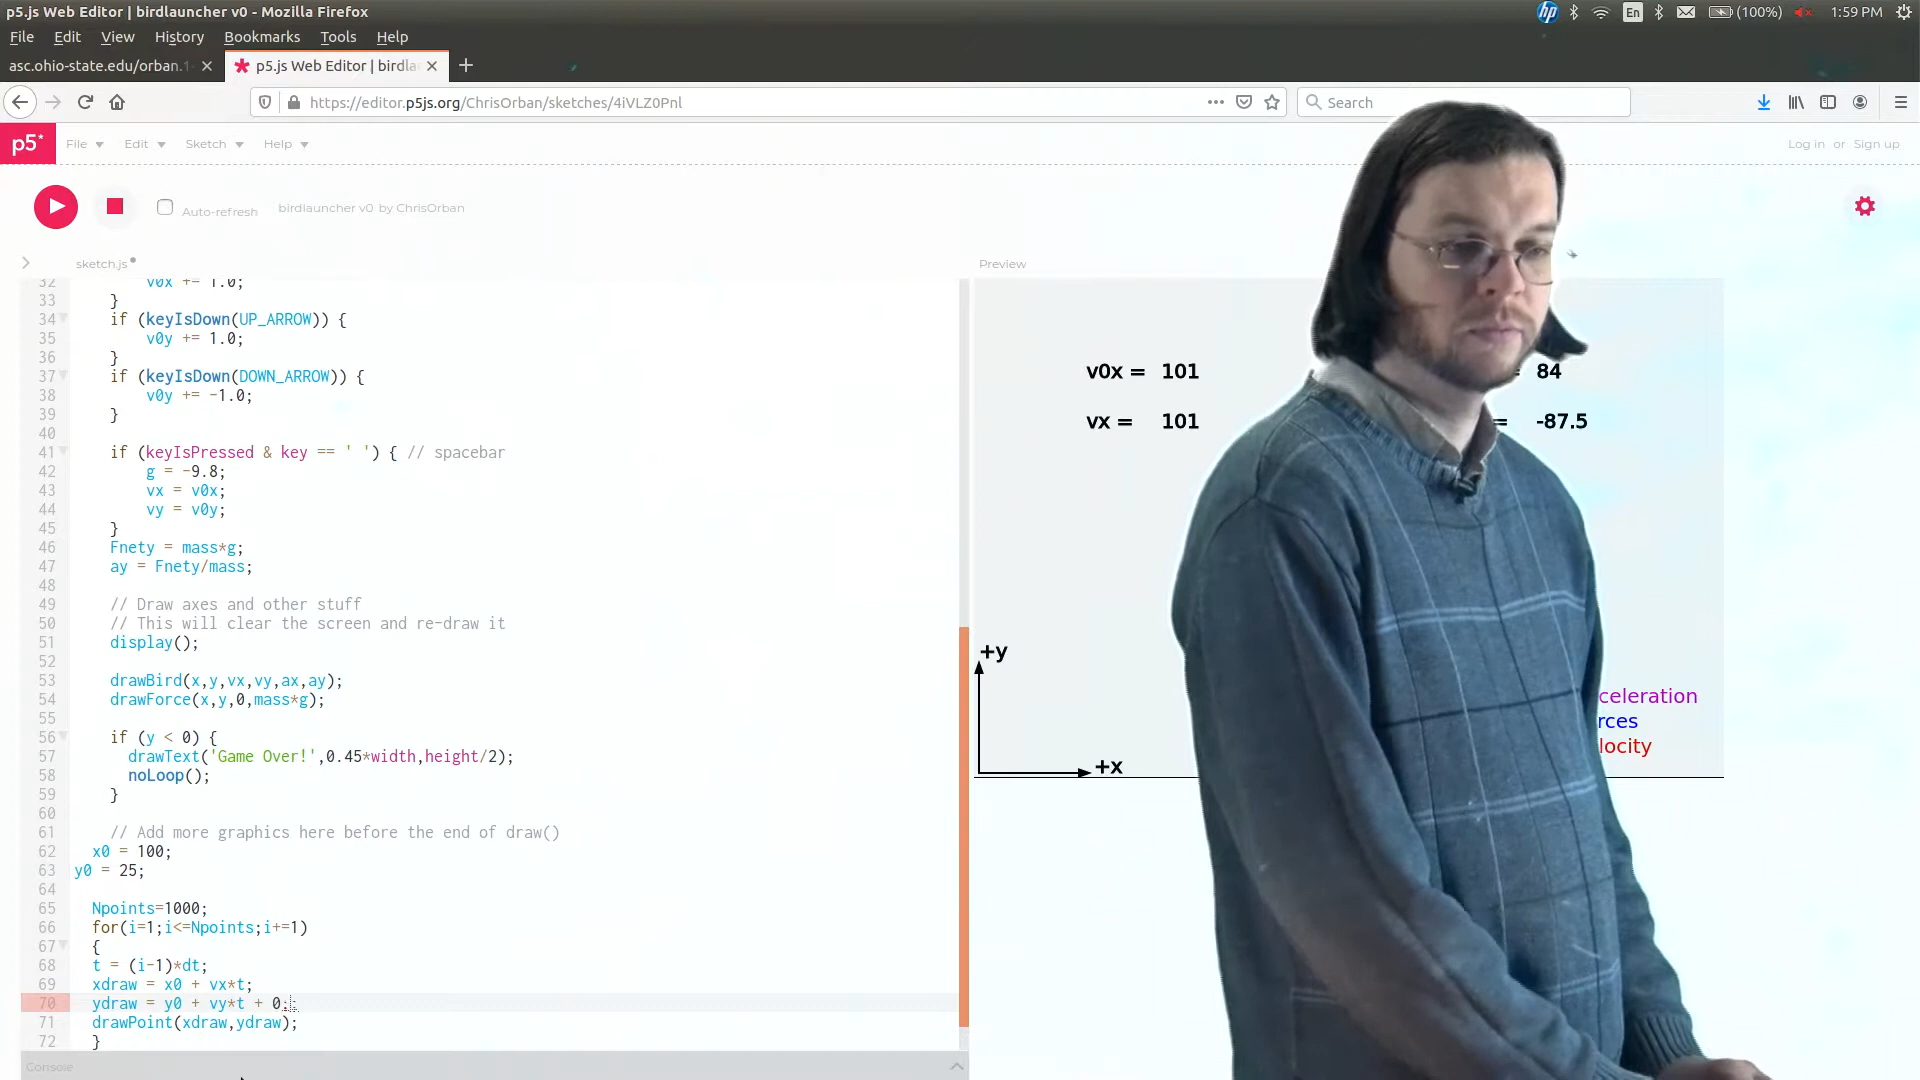 p5.js Web Editor | birdlauncher v0 - Mozilla Firefox
hp
En
(100%)
1:59 PM
File Edit View History Bookmarks Tools Help
asc.ohio-state.edu/orban.1
p5.js Web Editor | birdla
https://editor.p5js.org/ChrisOrban/sketches/4iVLZ0Pnl
Search
p5*
File
Edit
Sketch
Help
Log in or Sign up
Auto-refresh
birdlauncher v0 by ChrisOrban
sketch.js
Preview
32 v0x += 1.0;
33 }
34 if (keyIsDown(UP_ARROW)) {
35 v0y += 1.0;
36 }
37 if (keyIsDown(DOWN_ARROW)) {
38 v0y += -1.0;
39 }
40
41 if (keyIsPressed & key == ' ') { // spacebar
42 g = -9.8;
43 vx = v0x;
44 vy = v0y;
45 }
46 Fnety = mass*g;
47 ay = Fnety/mass;
48
49 // Draw axes and other stuff
50 // This will clear the screen and re-draw it
51 display();
52
53 drawBird(x,y,vx,vy,ax,ay);
54 drawForce(x,y,0,mass*g);
55
56 if (y < 0) {
57 drawText('Game Over!',0.45*width,height/2);
58 noLoop();
59 }
60
61 // Add more graphics here before the end of draw()
62 x0 = 100;
63 y0 = 25;
64
65 Npoints=1000;
66 for(i=1;i<=Npoints;i+=1)
67 {
68 t = (i-1)*dt;
69 xdraw = x0 + vx*t;
70 ydraw = y0 + vy*t + 0;
71 drawPoint(xdraw,ydraw);
72 }
Console
v0x = 101
= 84
vx = 101
= -87.5
+y
+x
celeration
rces
locity